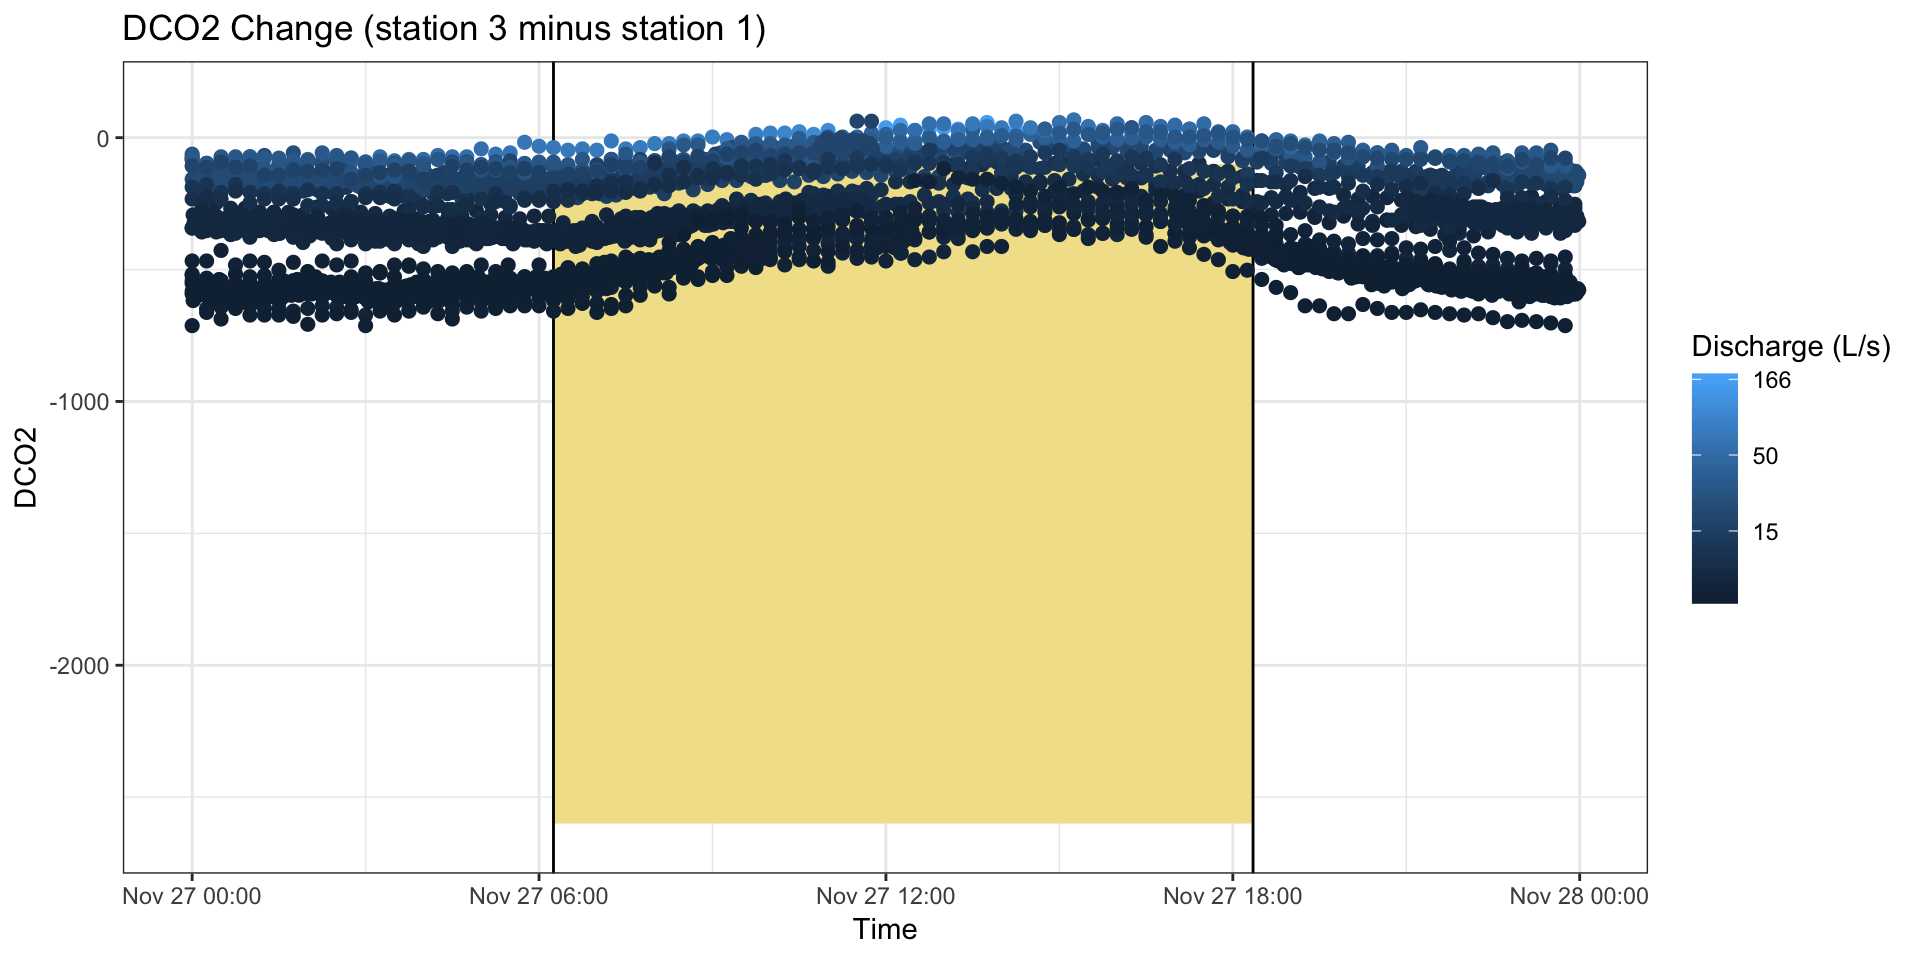 DCO2 Change (station 3 minus station 1)
0
-1000
-2000
DCO2
Nov 27 00:00
Nov 27 06:00
Nov 27 12:00
Nov 27 18:00
Nov 28 00:00
Time
Discharge (L/s)
166
50
15